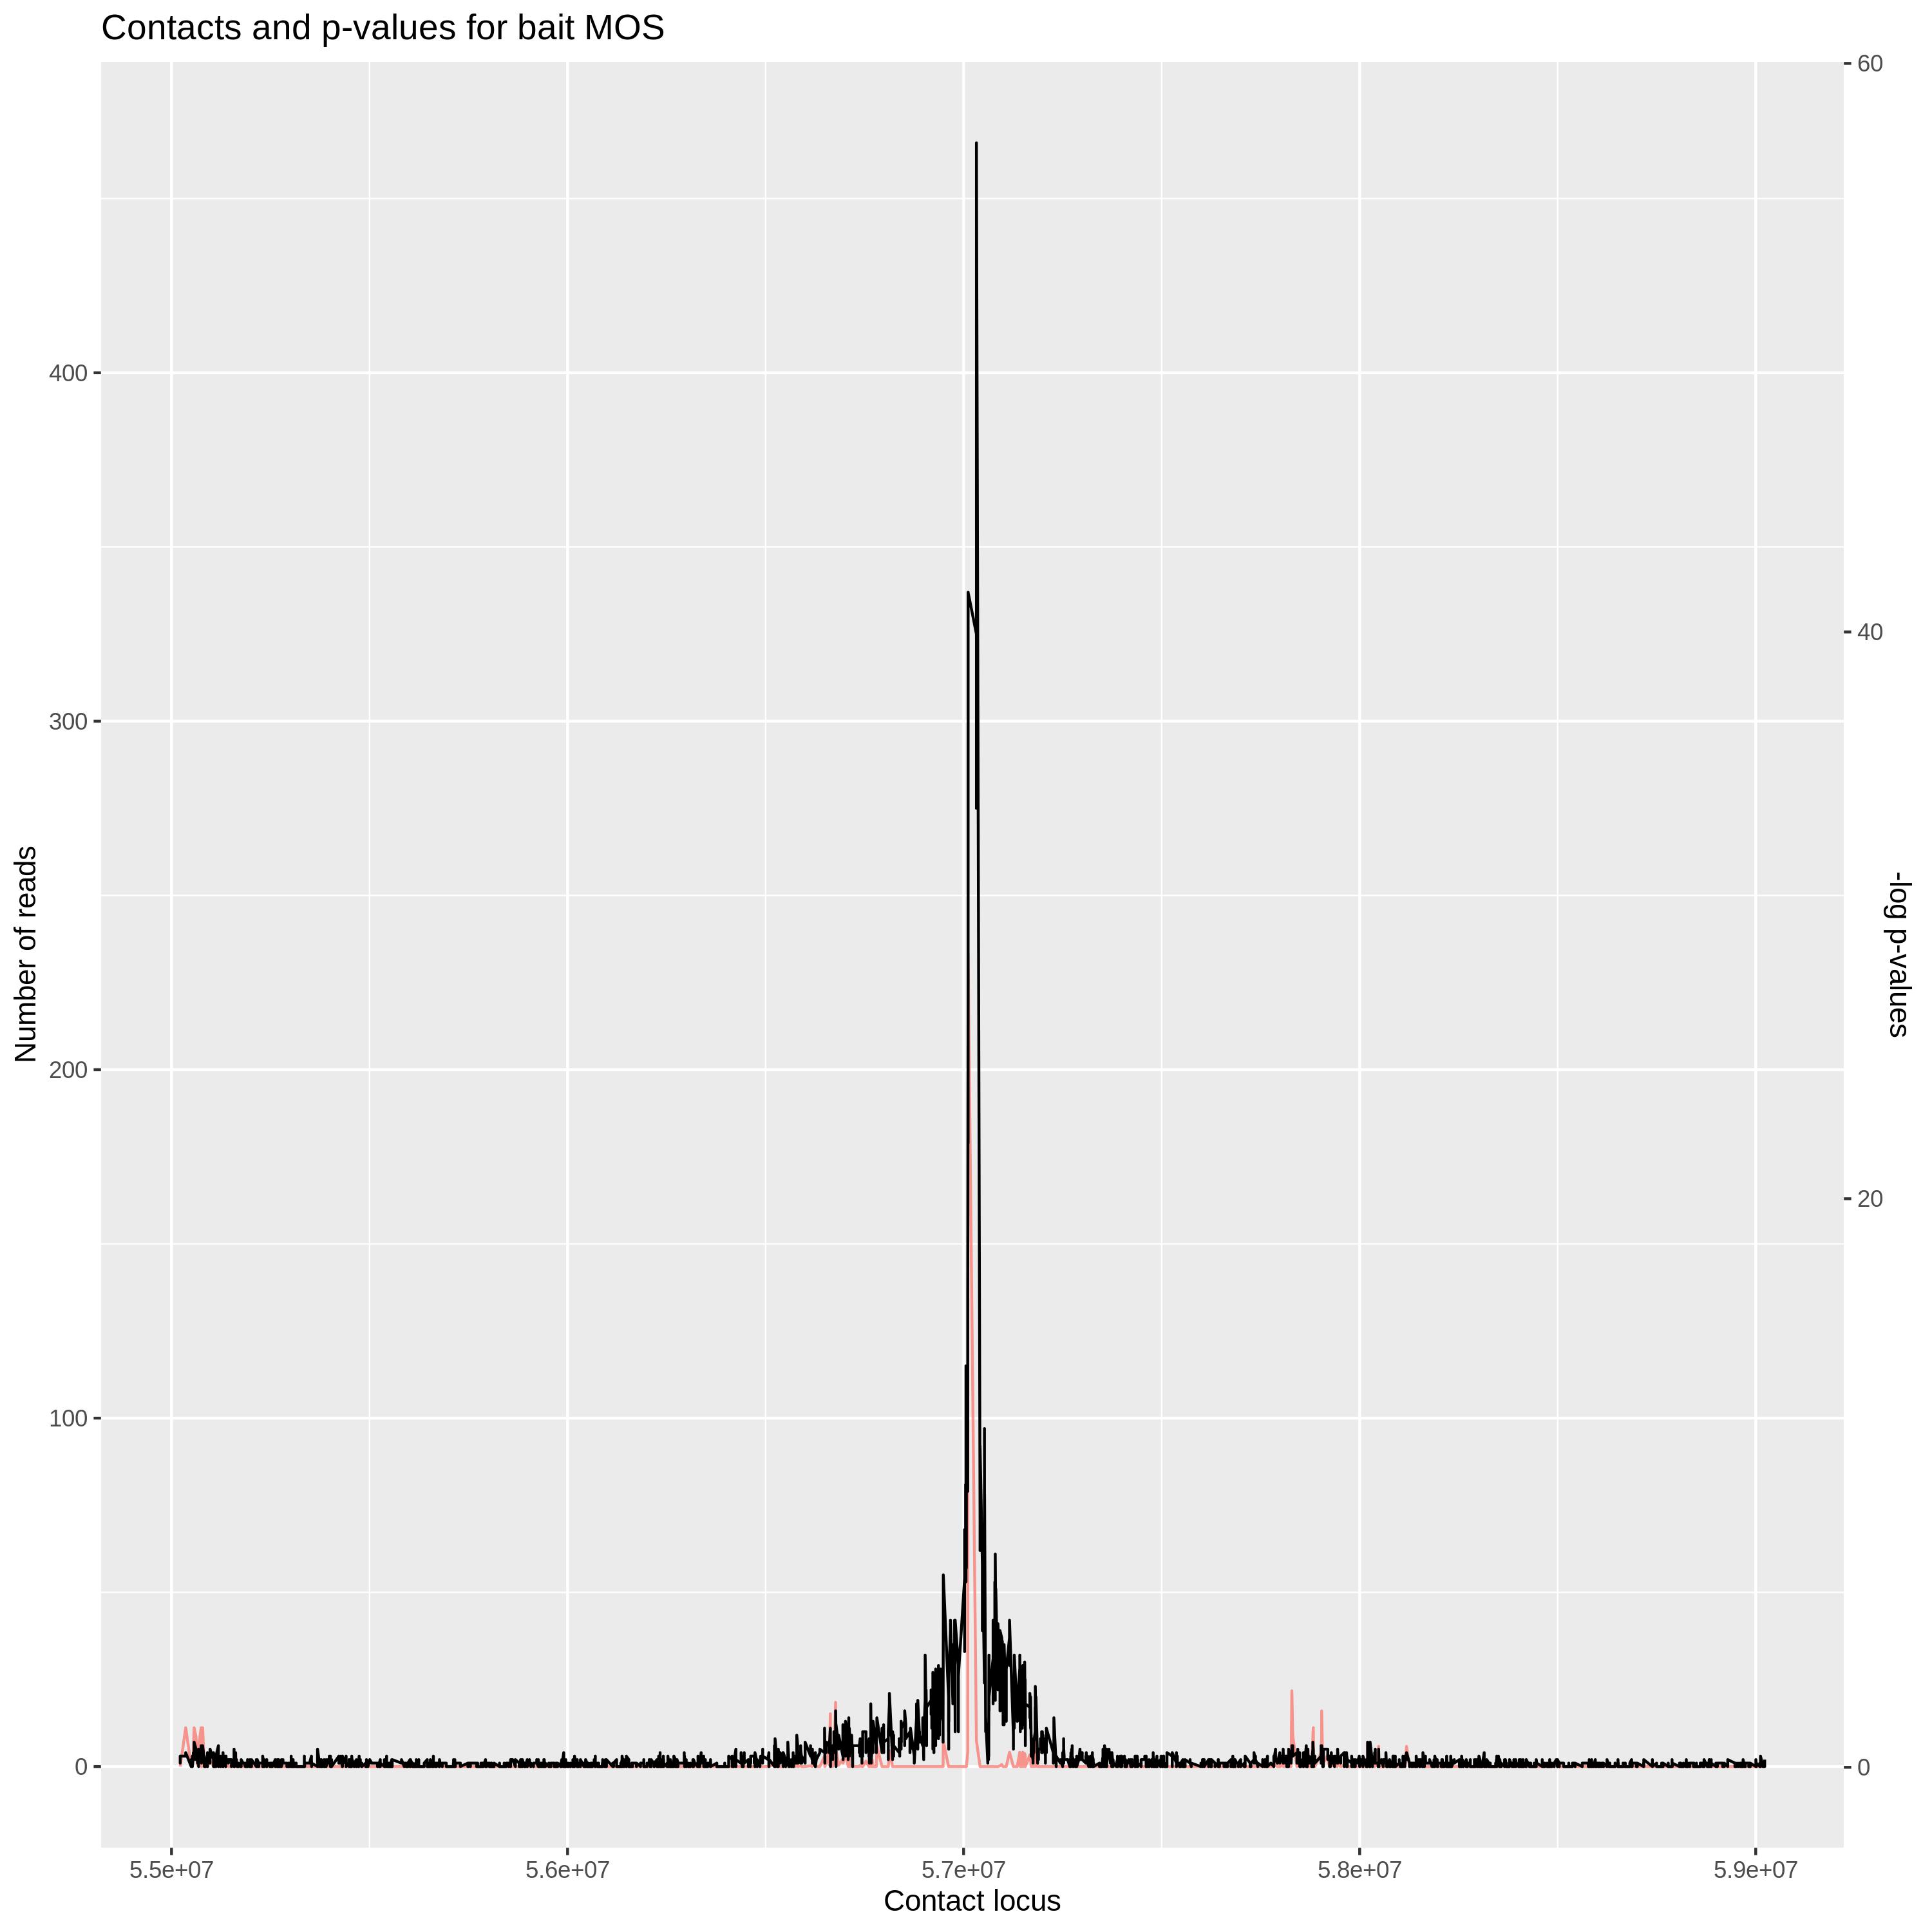 Contacts and p-values for bait MOS
60
400
40
300
Number of reads
-log p-values
200
20
100
0
0
5.5e+07
5.6e+07
5.7e+07
5.8e+07
5.9e+07
Contact locus